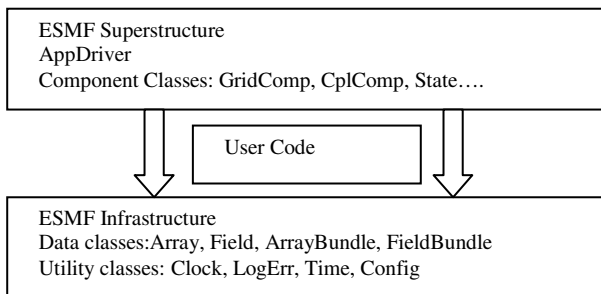 ESMF Superstructure
AppDriver
Component Classes: GridComp, CplComp, State….
User Code
ESMF Infrastructure
Data classes:Array, Field, ArrayBundle, FieldBundle
Utility classes: Clock, LogErr, Time, Config